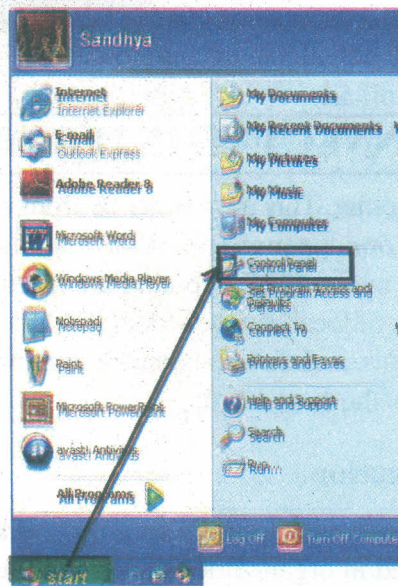 Sandhya
Internet
Internet Explorer
E-mail
Outlook Express
Adobe Reader 8
Microsoft Word
Windows Media Player
Notepad
Paint
Microsoft PowerPoint
avast! Antivirus
All Programs
My Documents
My Recent Documents
My Pictures
My Music
My Computer
Control Panel
Set Program Access and
Defaults
Connect To
Printers and Faxes
Help and Support
Search
Run...
Log Off
Turn Off Computer
start